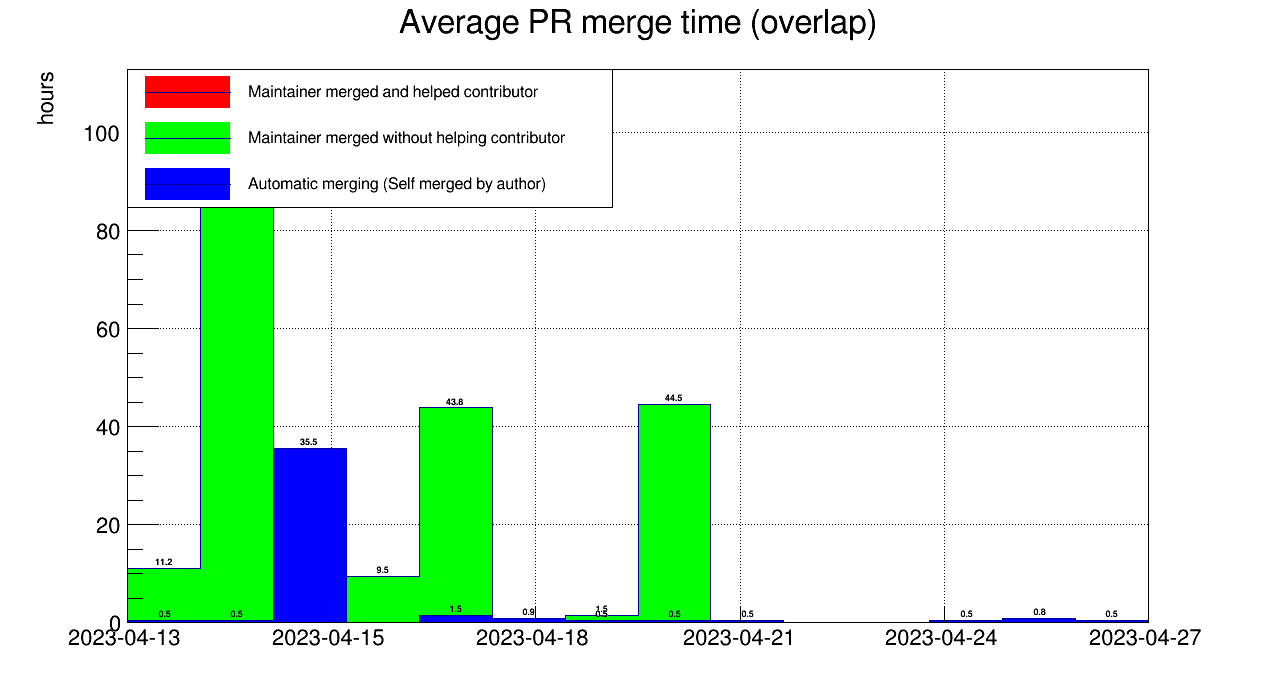 Average PR merge time (overlap)
hours
Maintainer merged and helped contributor
Maintainer merged without helping contributor
Automatic merging (Self merged by author)
100
80
60
40
20
0
44.5
43.8
35.5
11.2
9.5
0.5 0.5 1.5 0.9 1.5 0.5 0.5 0.5 0.5 0.8 0.5
2023-04-13 2023-04-15 2023-04-18 2023-04-21 2023-04-24 2023-04-27